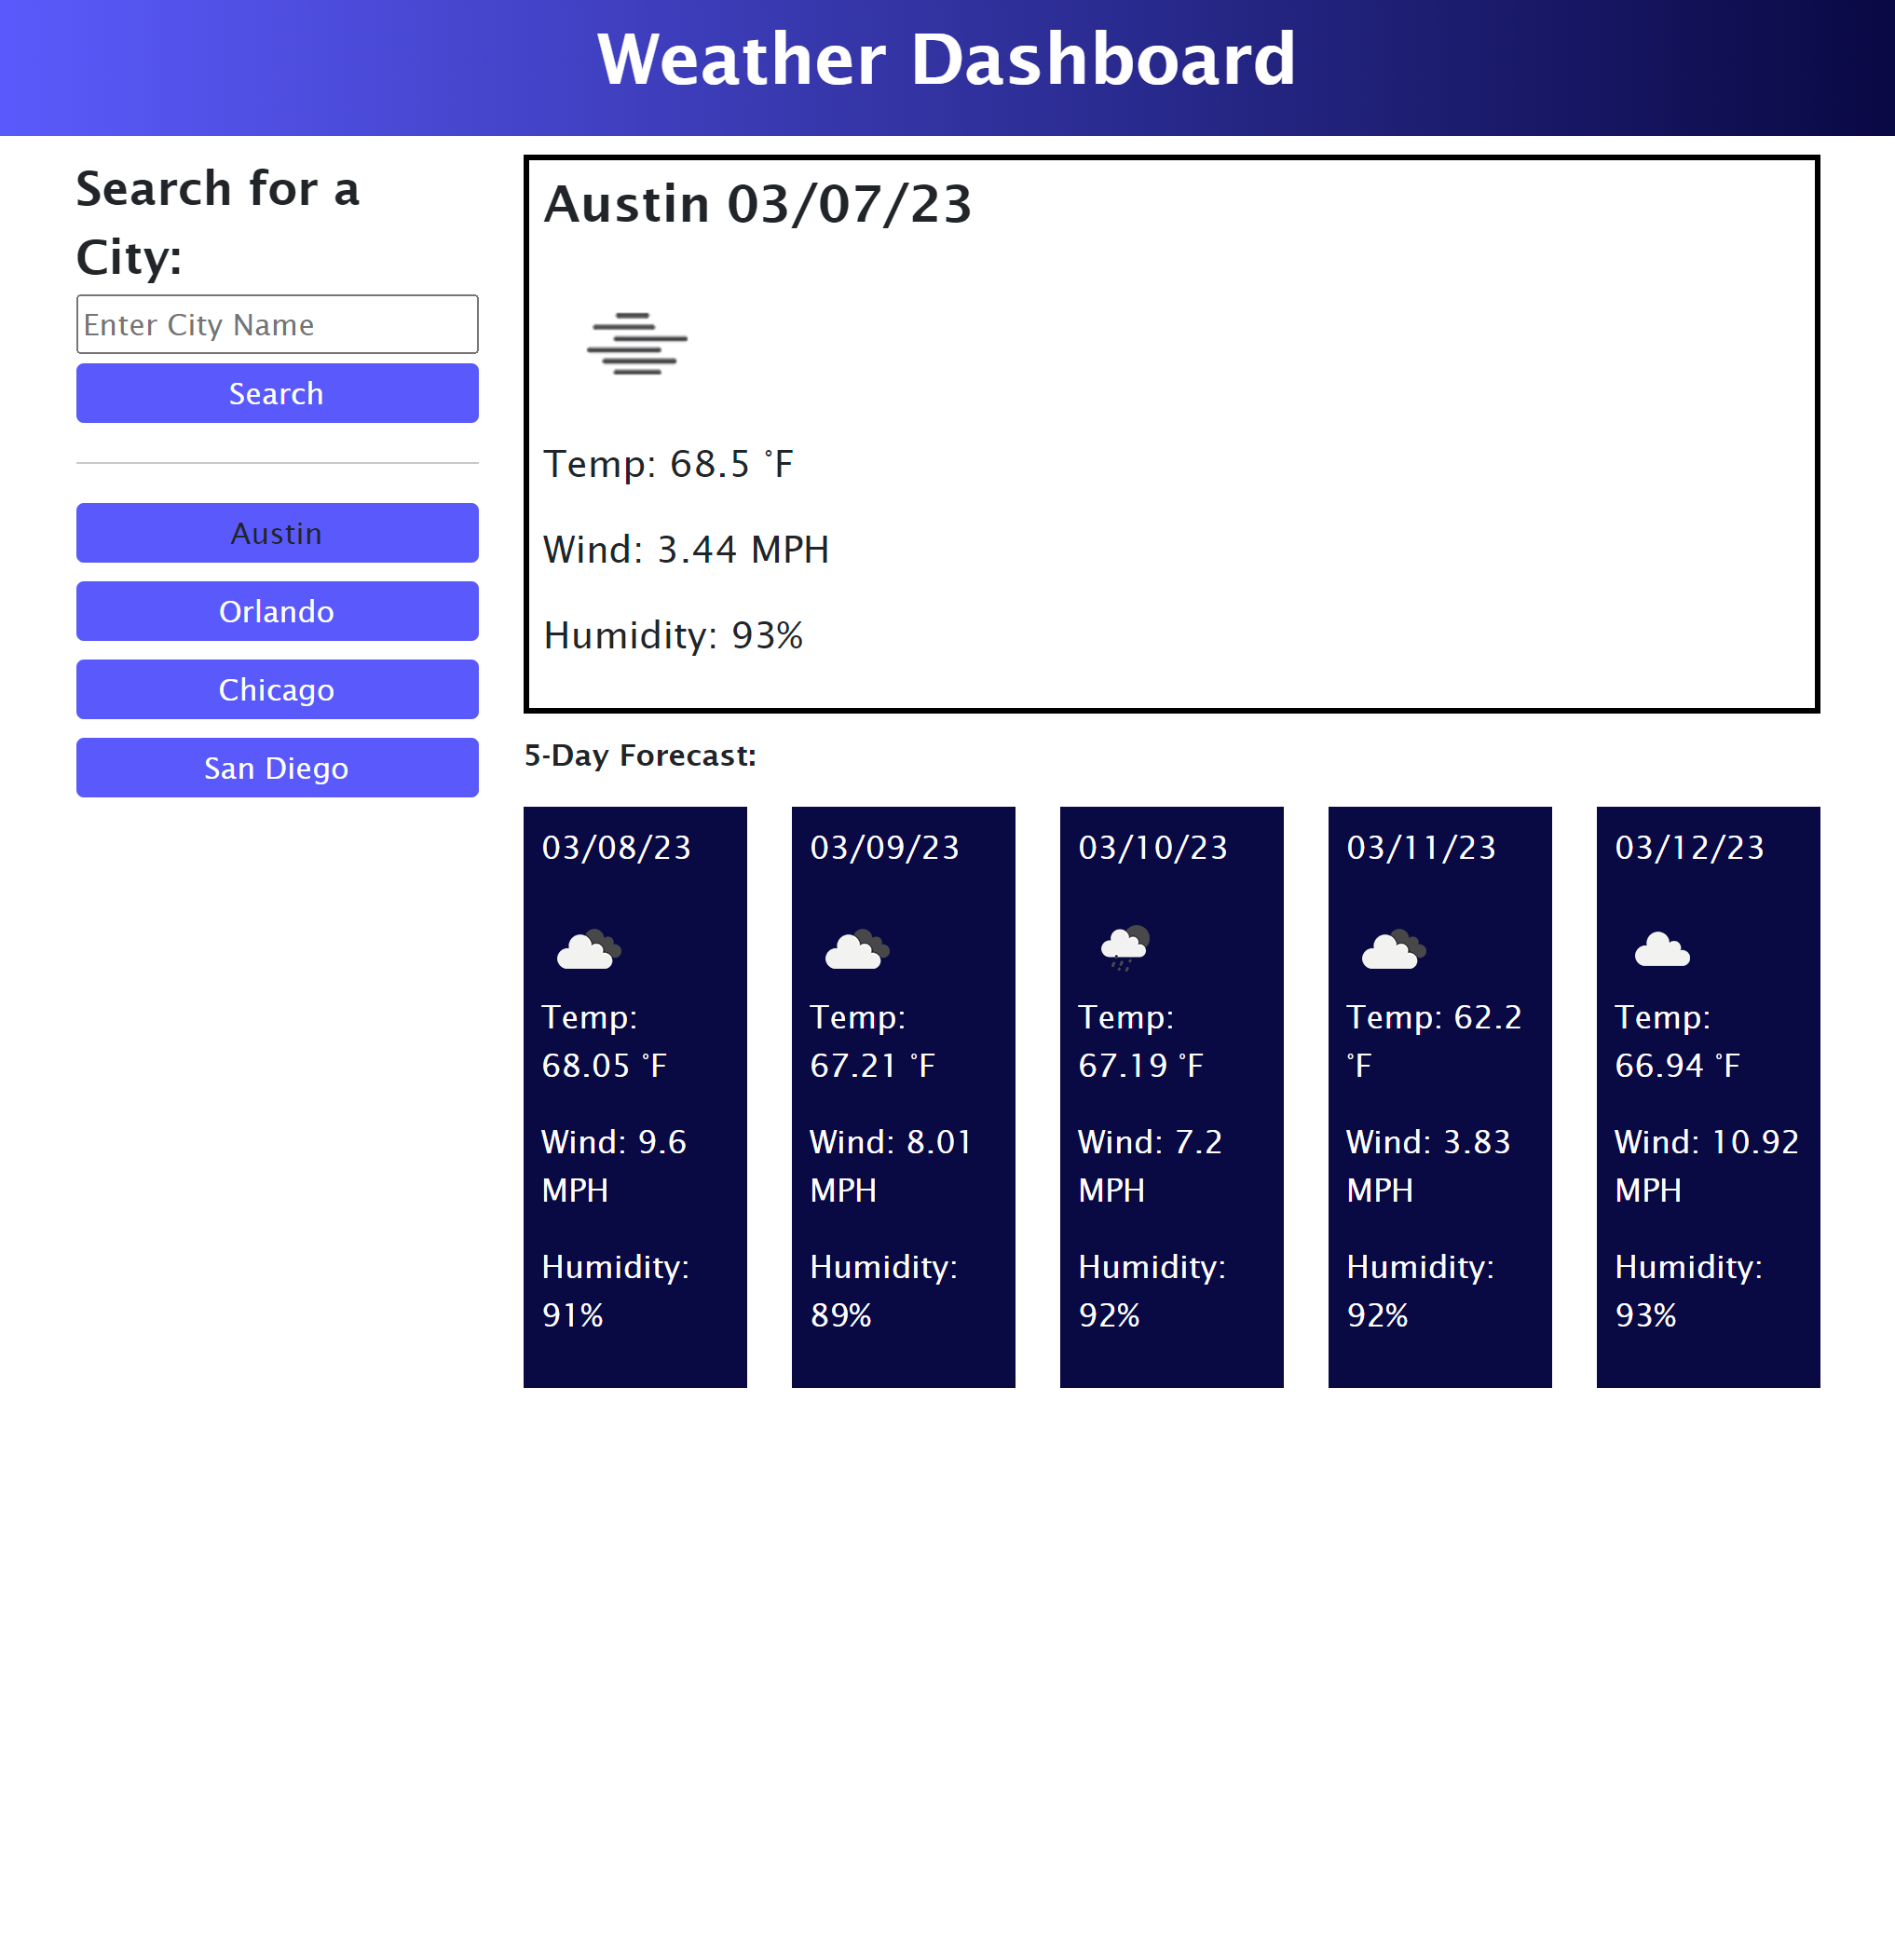 Weather Dashboard
Search for a
City:
Enter City Name
Search
Austin
Orlando
Chicago
San Diego
Austin 03/07/23
Temp: 68.5 °F
Wind: 3.44 MPH
Humidity: 93%
5-Day Forecast:
03/08/23
Temp:
68.05 °F
Wind: 9.6
MPH
Humidity:
91%
03/09/23
Temp:
67.21 °F
Wind: 8.01
MPH
Humidity:
89%
03/10/23
Temp:
67.19 °F
Wind: 7.2
MPH
Humidity:
92%
03/11/23
Temp: 62.2
°F
Wind: 3.83
MPH
Humidity:
92%
03/12/23
Temp:
66.94 °F
Wind: 10.92
MPH
Humidity:
93%